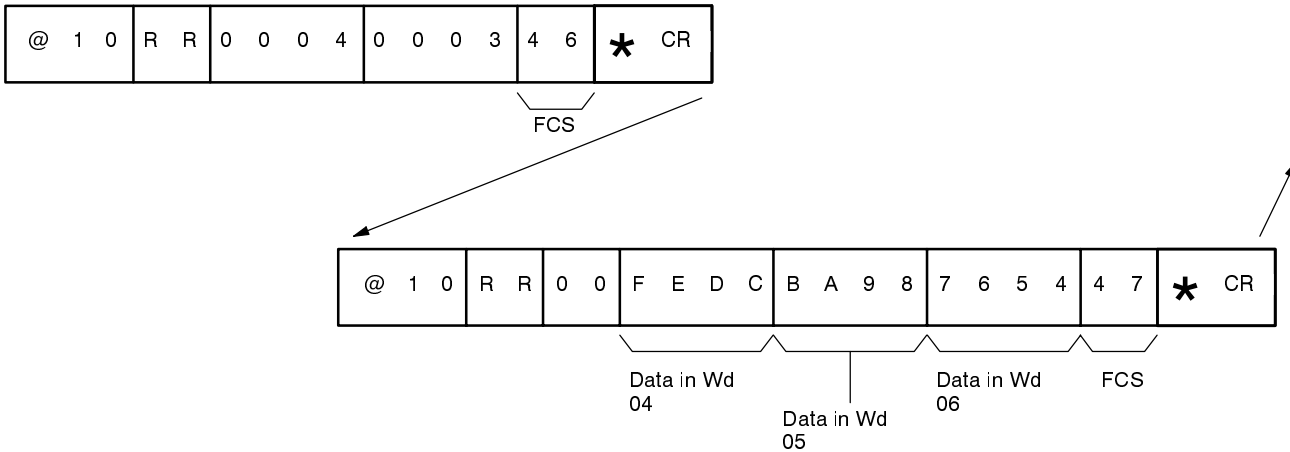 @ 1 0 R R 0 0 0 4 0 0 0 3 4 6 * CR
FCS
@ 1 0 R R 0 0 F E D C B A 9 8 7 6 5 4 4 7 * CR
Data in Wd
04
Data in Wd
05
Data in Wd
06
FCS